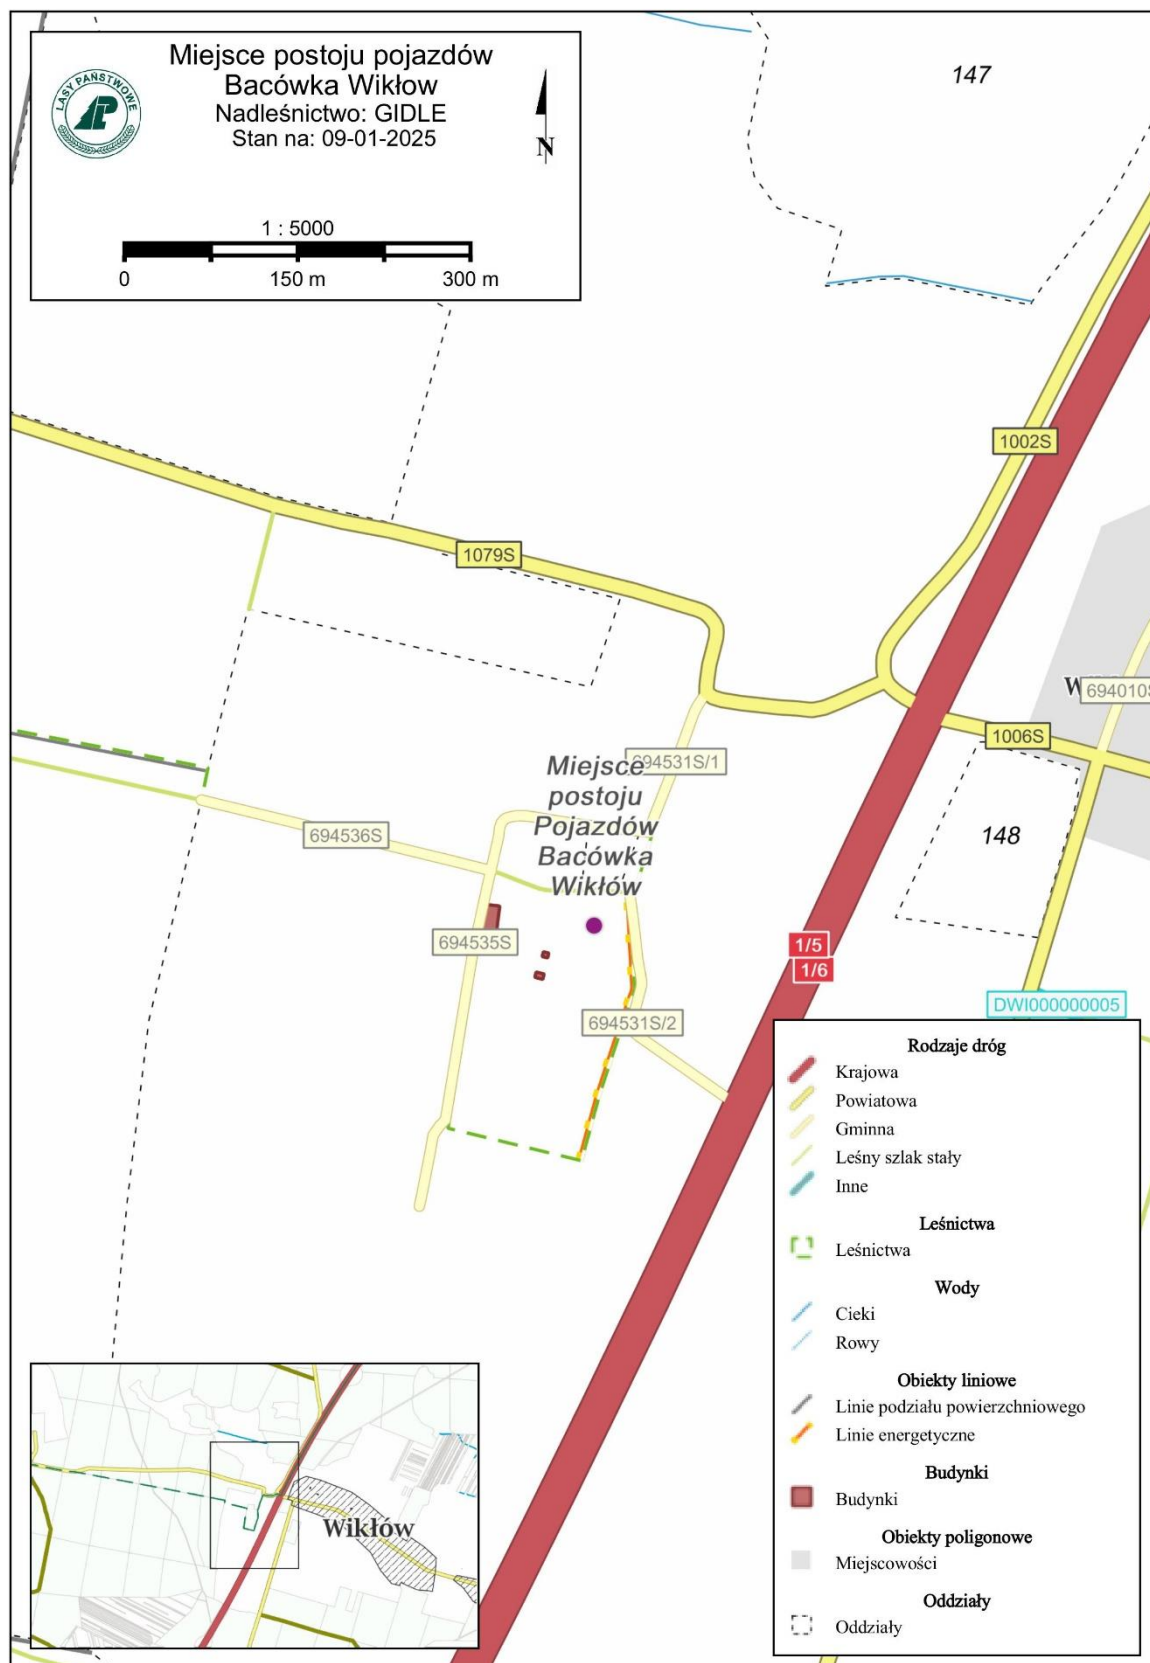 Miejsce postoju pojazdów
Bacówka Wikłow
Nadleśnictwo: GIDLE
Stan na: 09-01-2025
LASY PAŃSTWOWE
N
1 : 5000
0 150 m 300 m
147
1002S
1079S
694010S
1006S
694531S/1
Miejsce
postoju
Pojazdów
Bacówka
Wikłów
694536S
148
694535S
1/5
1/6
694531S/2
DWI000000005
Rodzaje dróg
Krajowa
Powiatowa
Gminna
Leśny szlak stały
Inne
Leśnictwa
Leśnictwa
Wody
Cieki
Rowy
Obiekty liniowe
Linie podziału powierzchniowego
Linie energetyczne
Budynki
Budynki
Obiekty poligonowe
Miejscowości
Oddziały
Oddziały
Wikłów